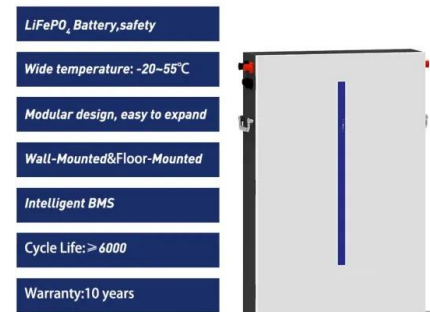 LiFePO₄ Battery,safety
Wide temperature: -20~55℃
Modular design, easy to expand
Wall-Mounted&Floor-Mounted
Intelligent BMS
Cycle Life:≥6000
Warranty:10 years